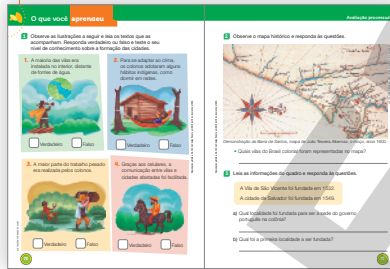 O que você aprendeu
1 Observe as ilustrações a seguir e leia os textos que as
acompanham. Responda verdadeiro ou falso e teste o seu
nível de conhecimento sobre a formação das cidades.
1. A maioria das vilas era
instalada no interior, distante
de fontes de água.
Verdadeiro Falso
2. Para se adaptar ao clima,
os colonos adotaram alguns
hábitos indígenas, como
dormir em redes.
Verdadeiro Falso
3. A maior parte do trabalho pesado
era realizada pelos colonos.
Verdadeiro Falso
4. Graças aos celulares, a
comunicação entre vilas e
cidades afastadas foi facilitada.
Verdadeiro Falso
Avaliação processual
2 Observe o mapa histórico e responda às questões.
• Quais vilas do Brasil colonial foram representadas no mapa?
3 Leia as informações do quadro e responda às questões.
A Vila de São Vicente foi fundada em 1532.
A cidade de Salvador foi fundada em 1549.
a) Qual localidade foi fundada para ser a sede do governo
português na colônia?
b) Qual foi a primeira localidade a ser fundada?